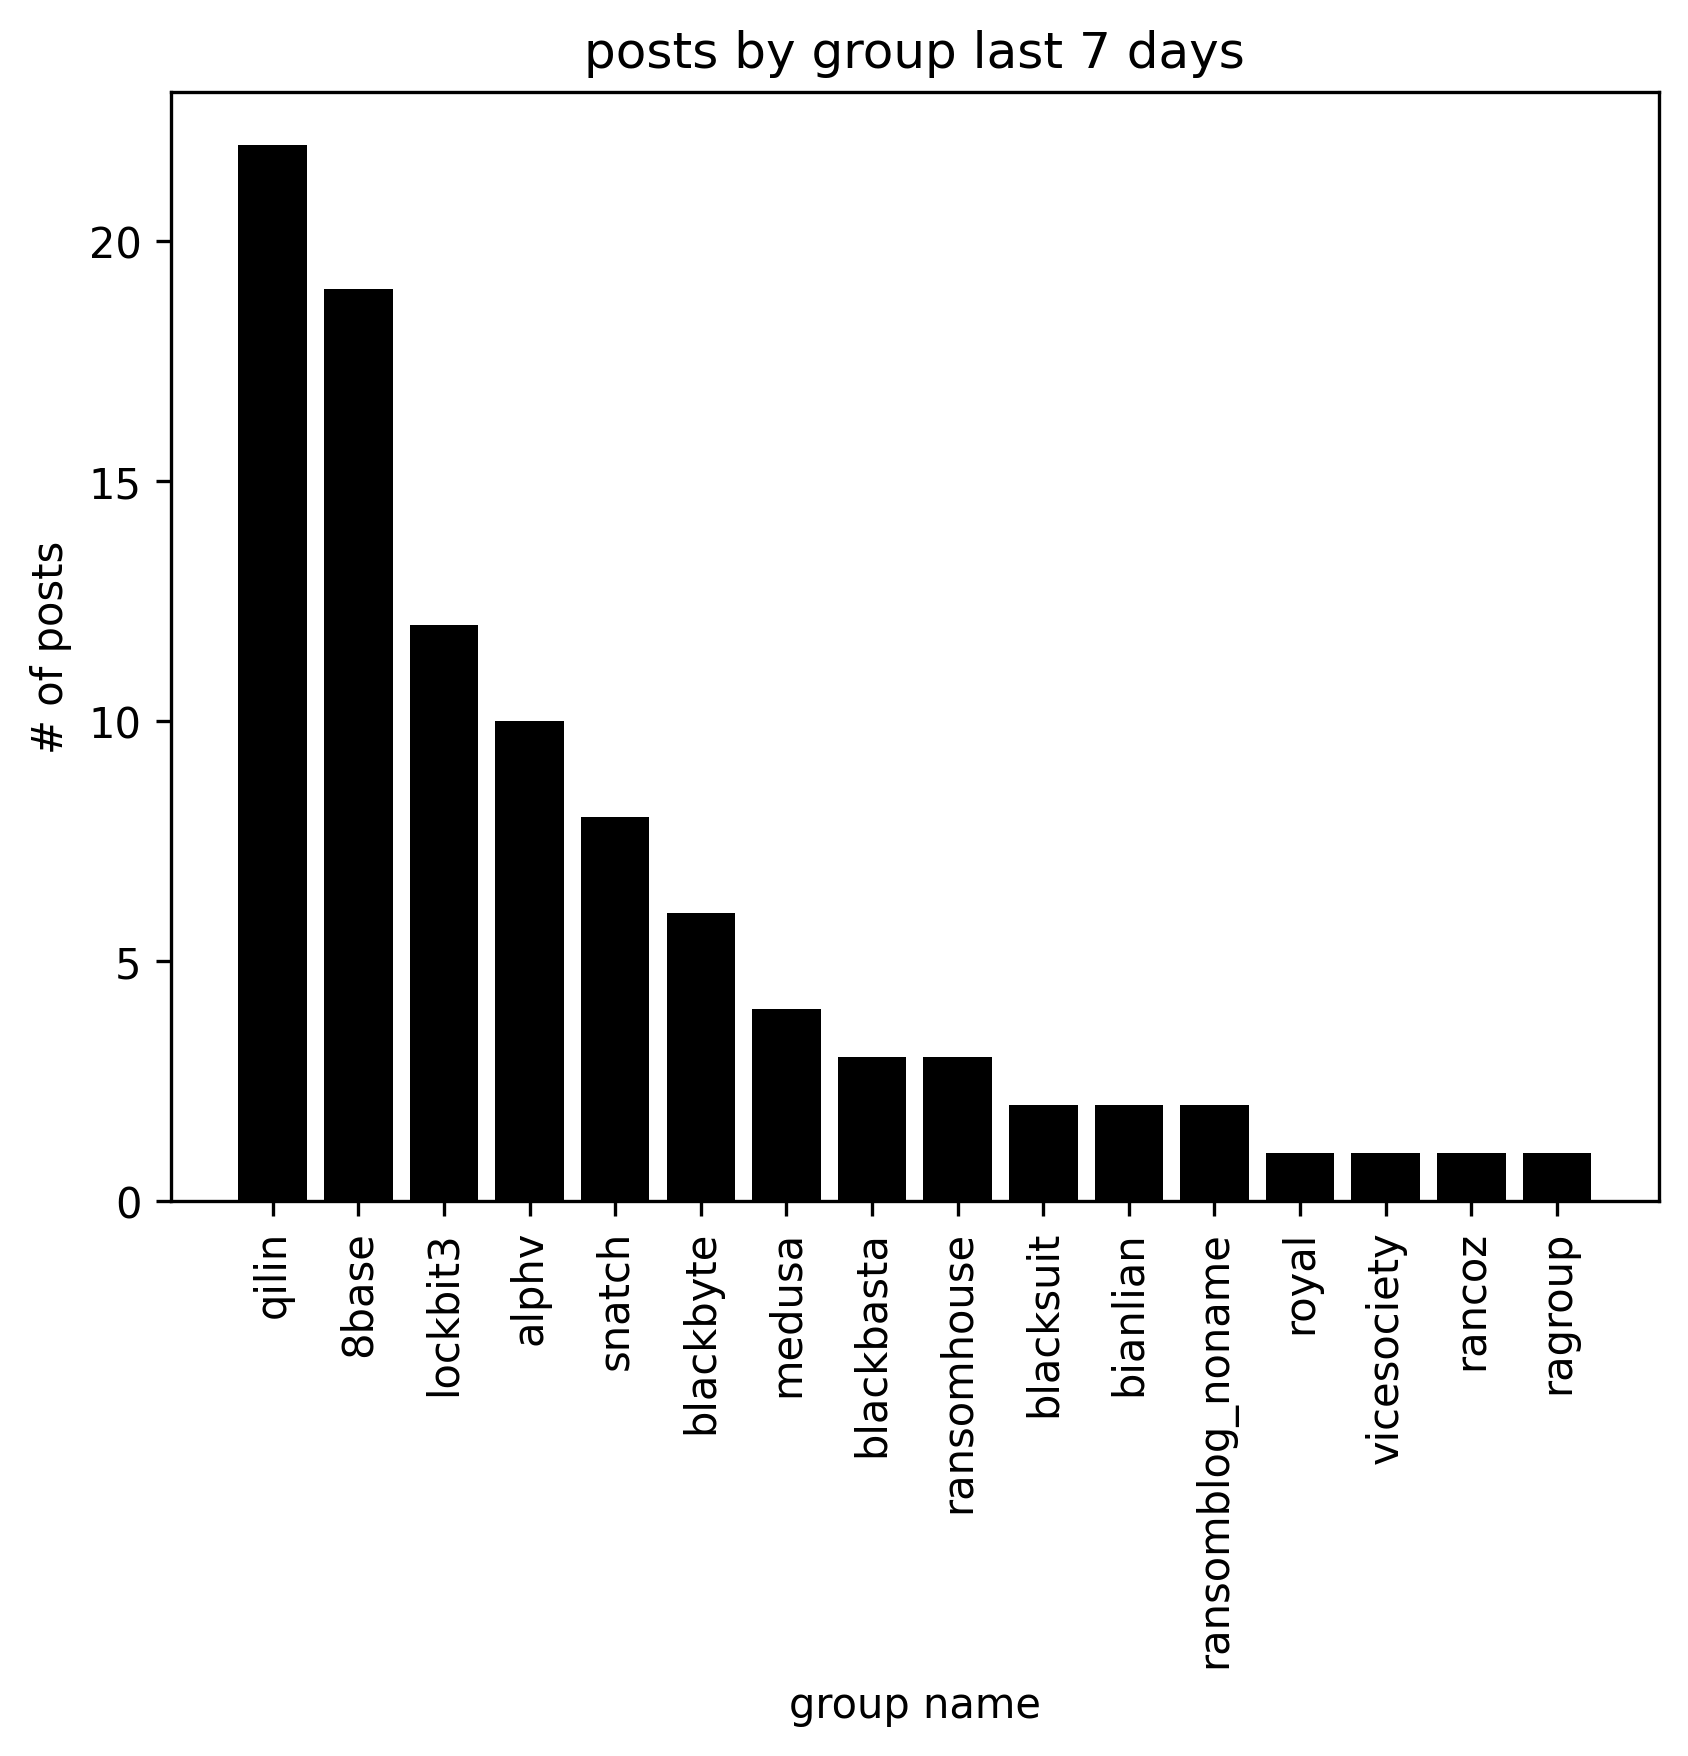 posts by group last 7 days
# of posts
20
15
10
5
0
qilin
8base
lockbit3
alphv
snatch
blackbyte
medusa
blackbasta
ransomhouse
blacksuit
bianlian
ransomblog_noname
royal
vicesociety
rancoz
ragroup
group name